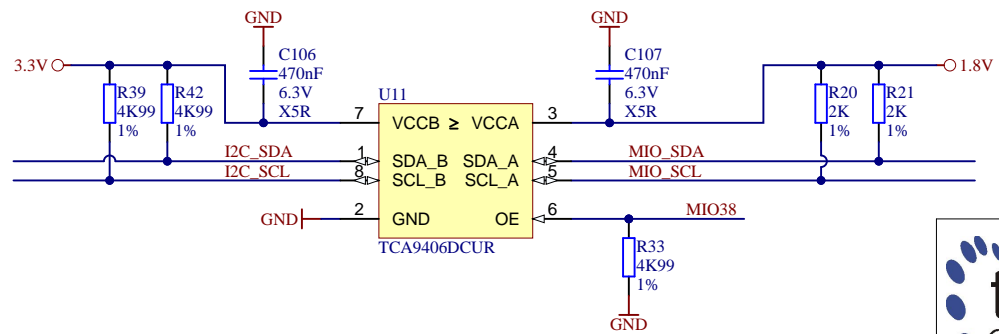 GND
GND
3.3V
C106
470nF
6.3V
X5R
C107
470nF
6.3V
X5R
1.8V
R39
4K99
1%
R42
4K99
1%
R20
2K
1%
R21
2K
1%
U11
7 VCCB ≥ VCCA 3
I2C_SDA 1 SDA_B SDA_A 4 MIO_SDA
I2C_SCL 8 SCL_B SCL_A 5 MIO_SCL
GND 2 GND OE 6 MIO38
TCA9406DCUR
R33
4K99
1%
GND